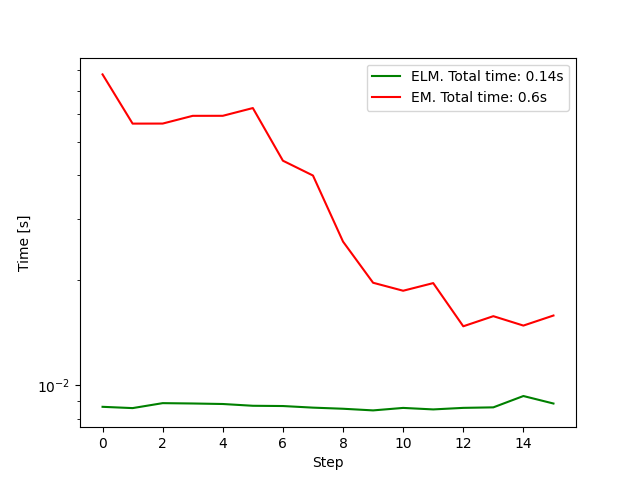 ELM. Total time: 0.14s
EM. Total time: 0.6s
Time [s]
10⁻²
0 2 4 6 8 10 12 14
Step